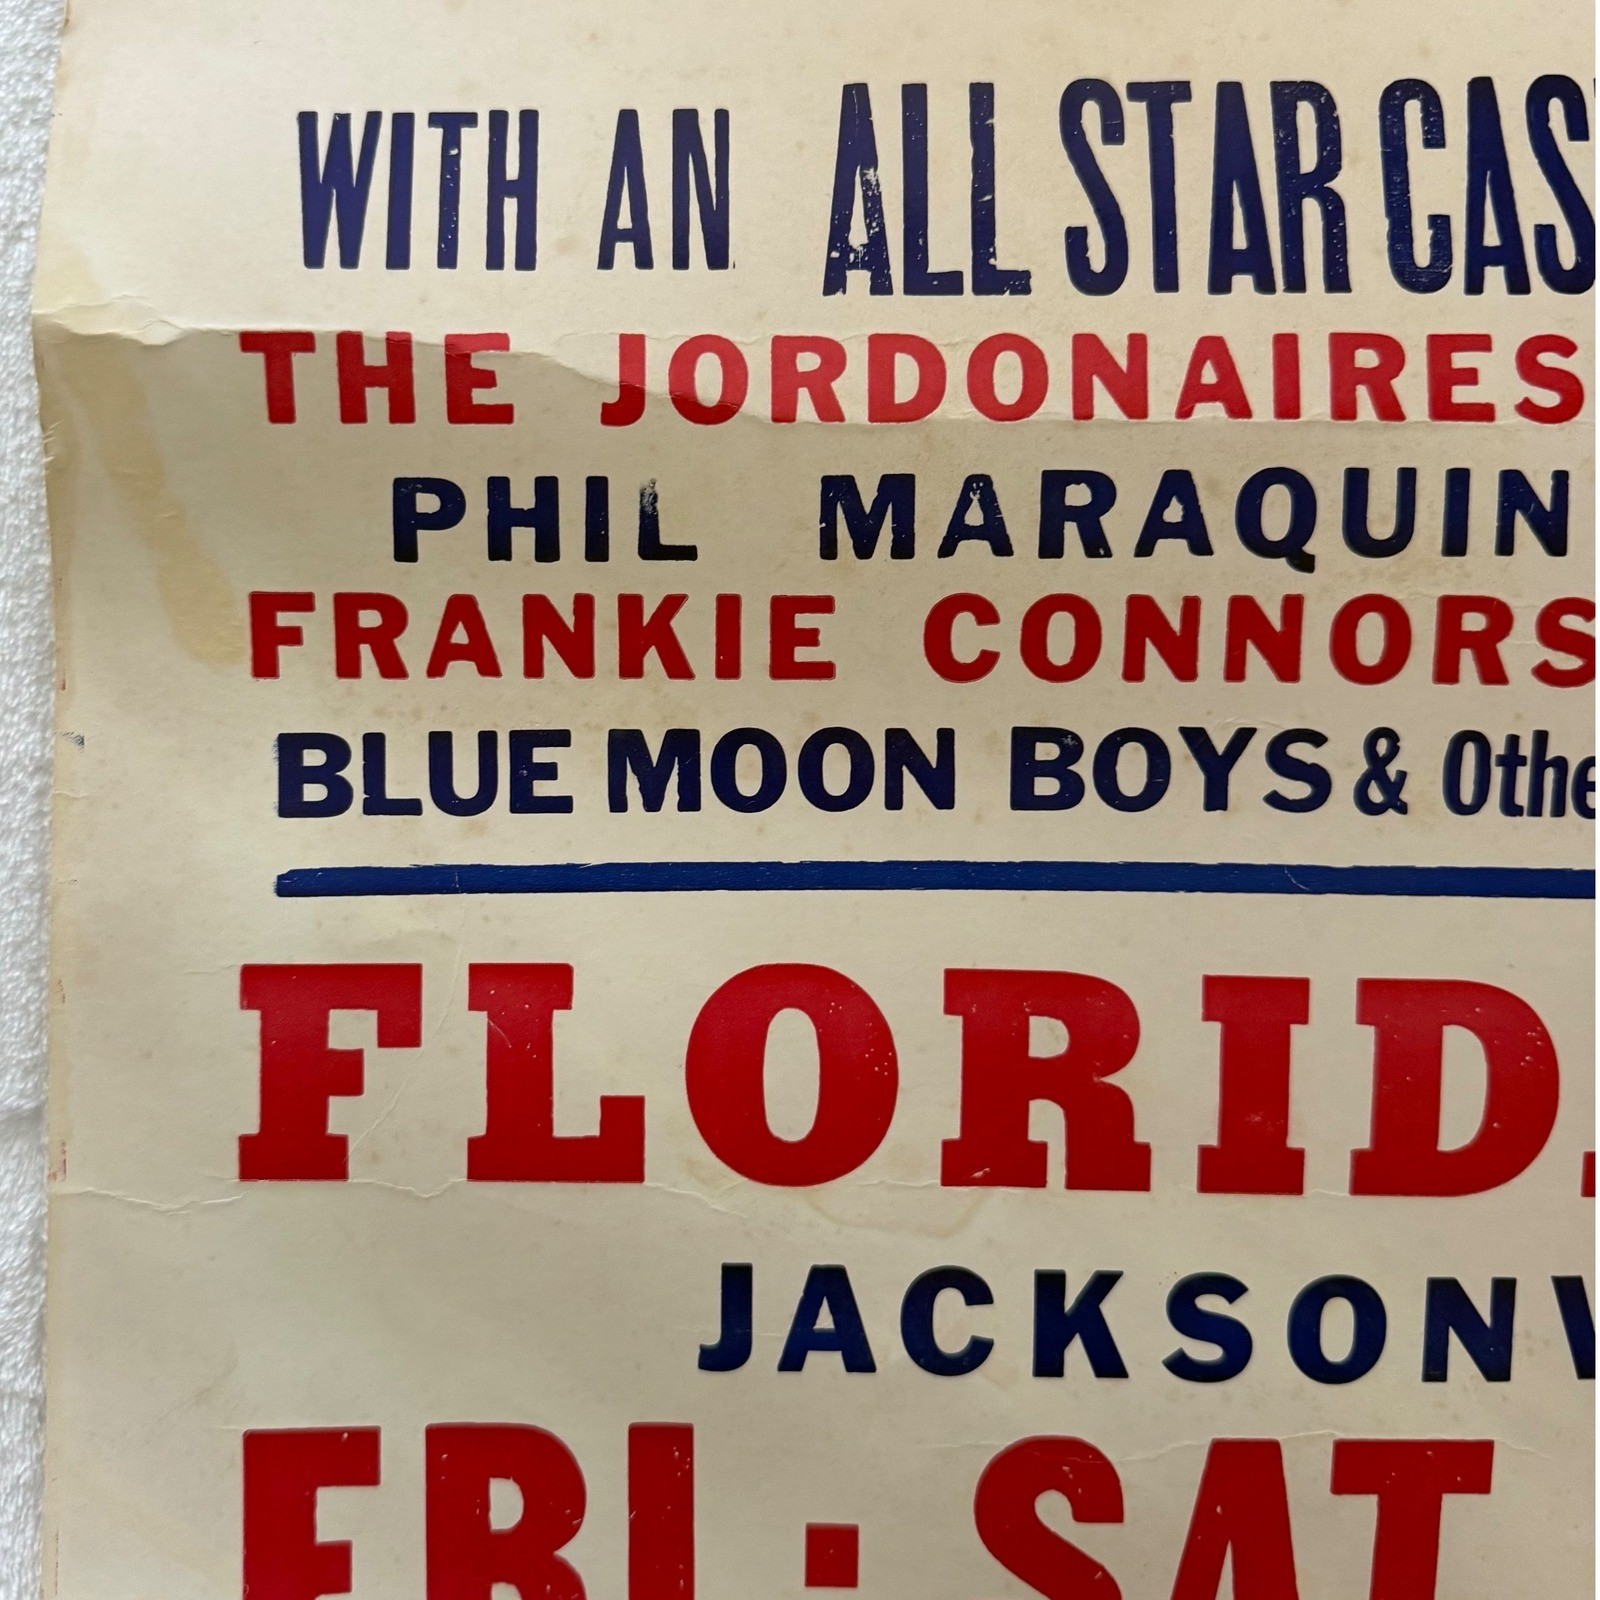 WITH AN ALL STAR CAS
THE JORDONAIRES
PHIL MARAQUIN
FRANKIE CONNORS
BLUE MOON BOYS & Othe
FLORID
JACKSONV
FRI · SAT